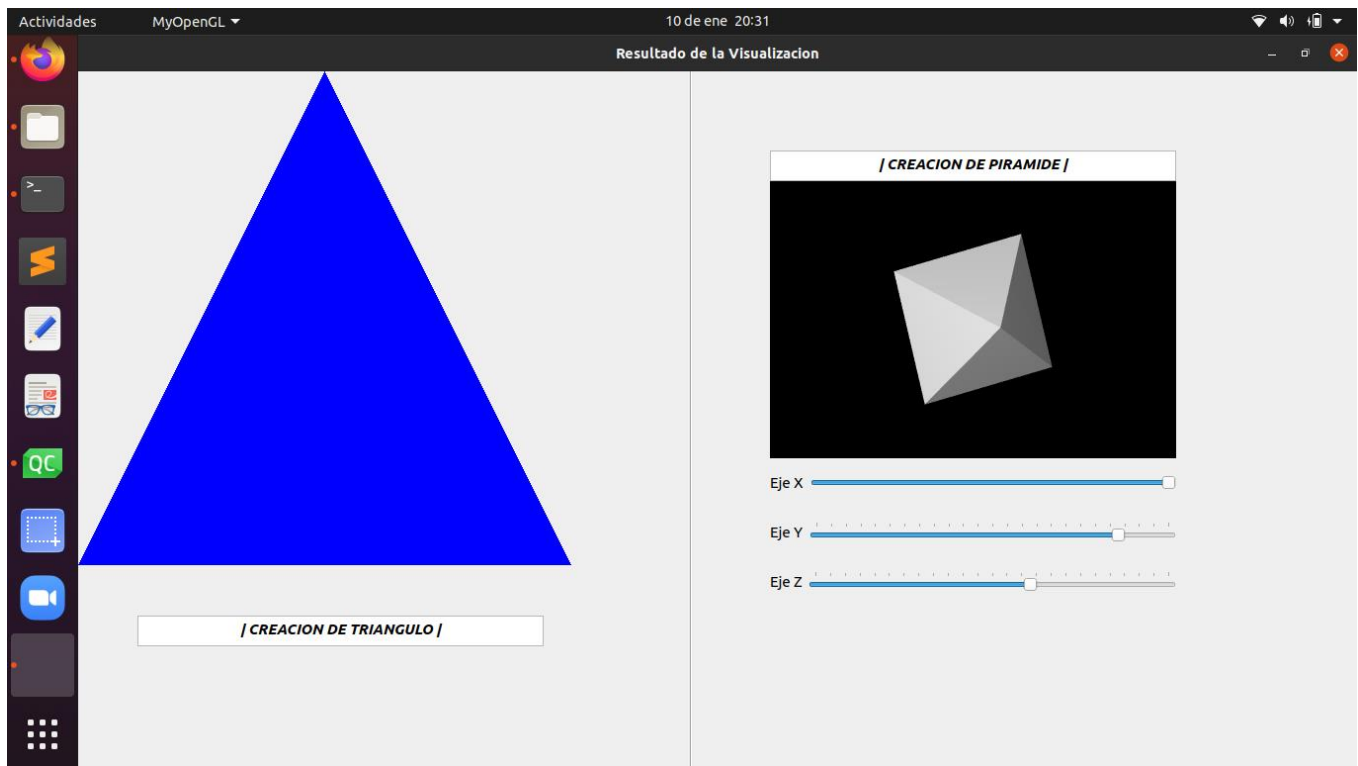 Actividades
MyOpenGL
10 de ene 20:31
Resultado de la Visualizacion
| CREACION DE TRIANGULO |
| CREACION DE PIRAMIDE |
Eje X
Eje Y
Eje Z
>_
QC